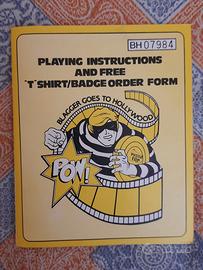 BH07984
PLAYING INSTRUCTIONS
AND FREE
'T' SHIRT/BADGE ORDER FORM
BLAGGER GOES TO HOLLYWOOD
POW!